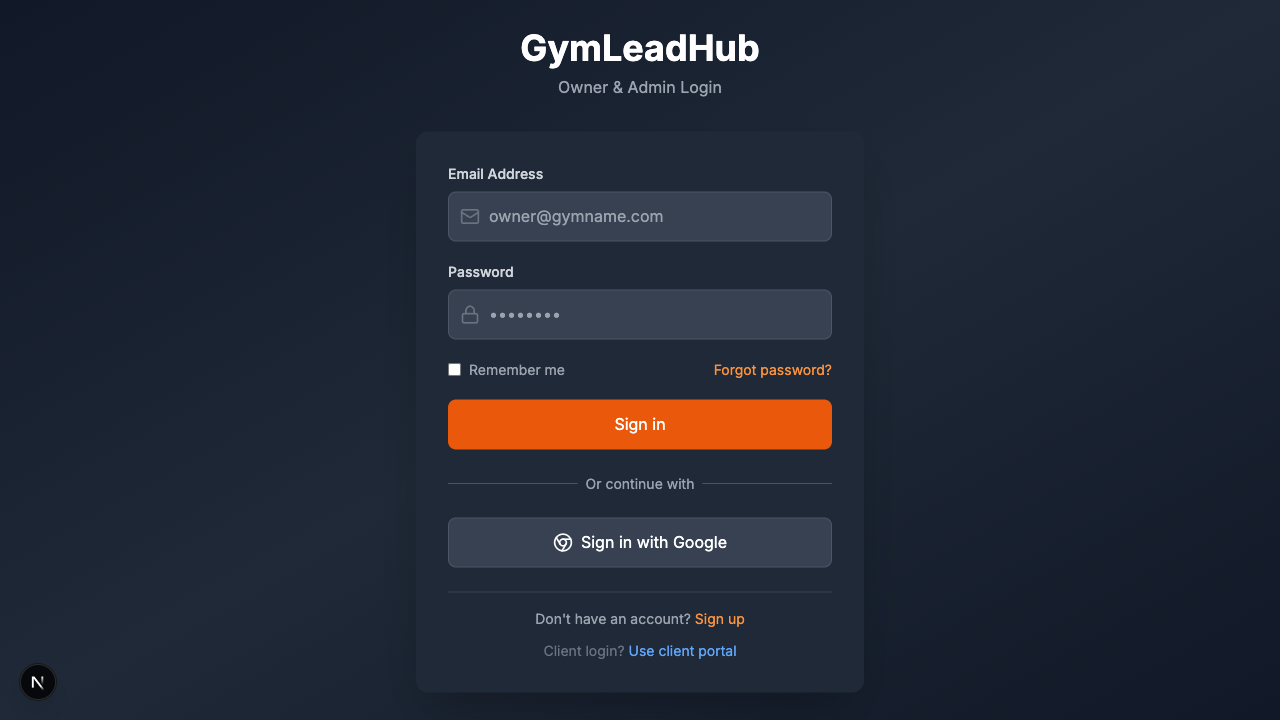 GymLeadHub
Owner & Admin Login
Email Address
owner@gymname.com
Password
••••••••
Remember me
Forgot password?
Sign in
Or continue with
Sign in with Google
Don't have an account? Sign up
Client login? Use client portal
N